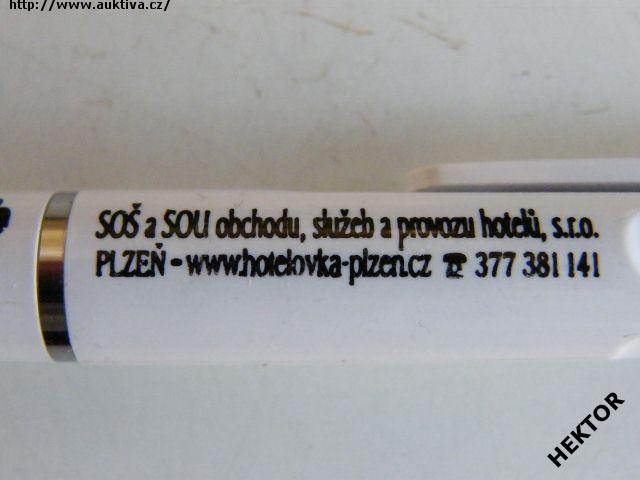 http://www.auktiva.cz/
SOŠ a SOU obchodu, služeb a provozu hotelů, s.r.o.
PLZEŇ - www.hotelovka-plzen.cz ☎ 377 381 141
HEKTOR